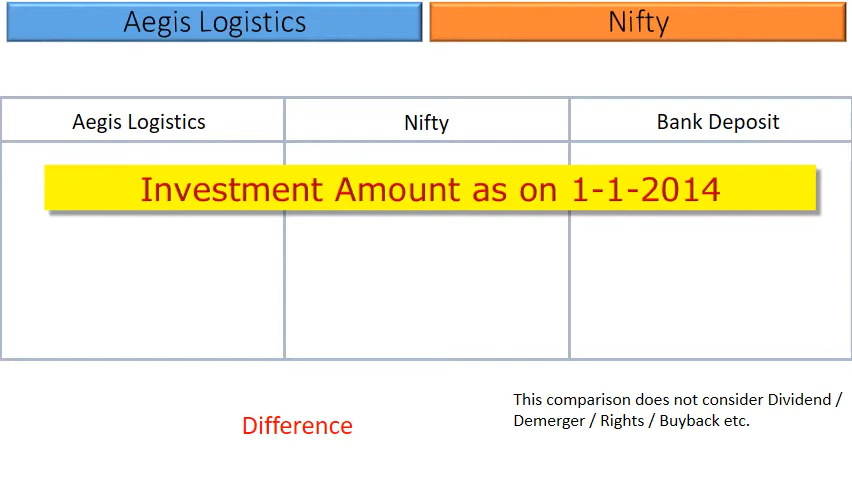 Aegis Logistics
Nifty
Aegis Logistics
Nifty
Bank Deposit
Investment Amount as on 1-1-2014
This comparison does not consider Dividend /
Demerger / Rights / Buyback etc.
Difference